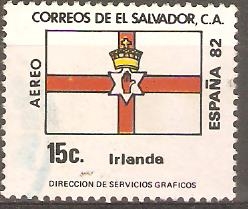 CORREOS DE EL SALVADOR, C.A.
AEREO
ESPAÑA 82
15c. Irlanda
DIRECCION DE SERVICIOS GRAFICOS